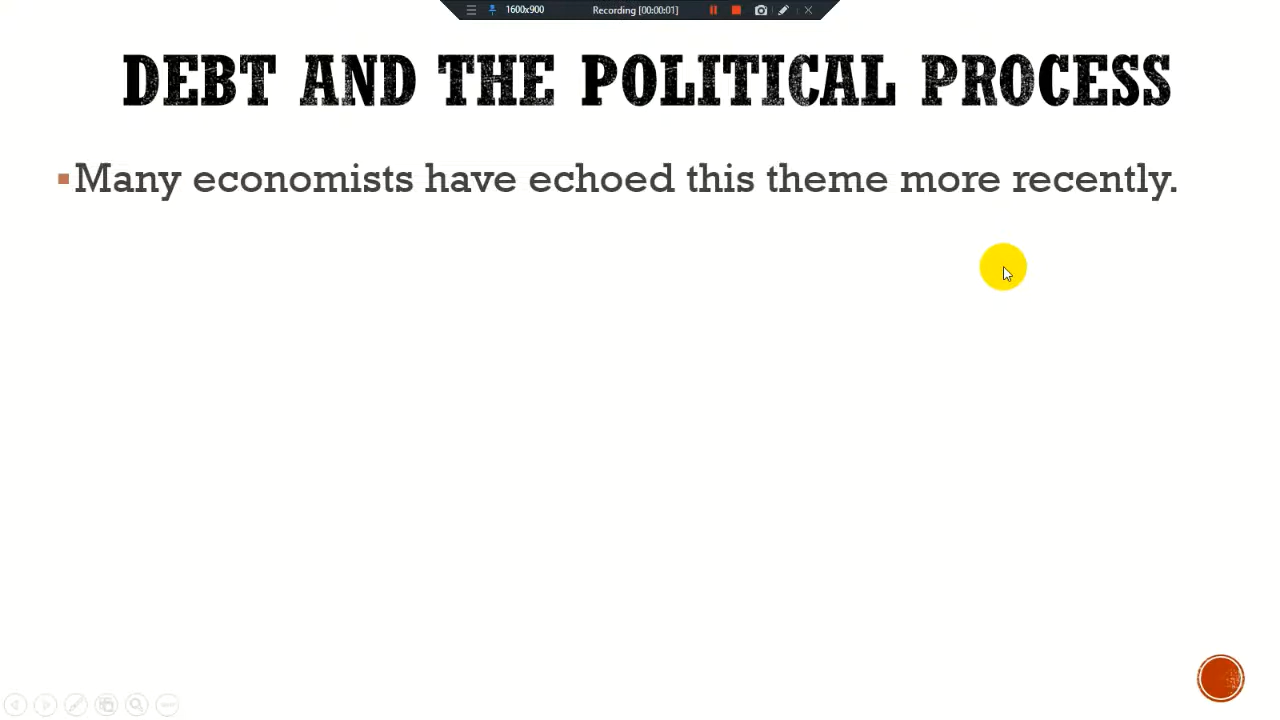 1600x900 Recording [00:00:01]
DEBT AND THE POLITICAL PROCESS
▪Many economists have echoed this theme more recently.